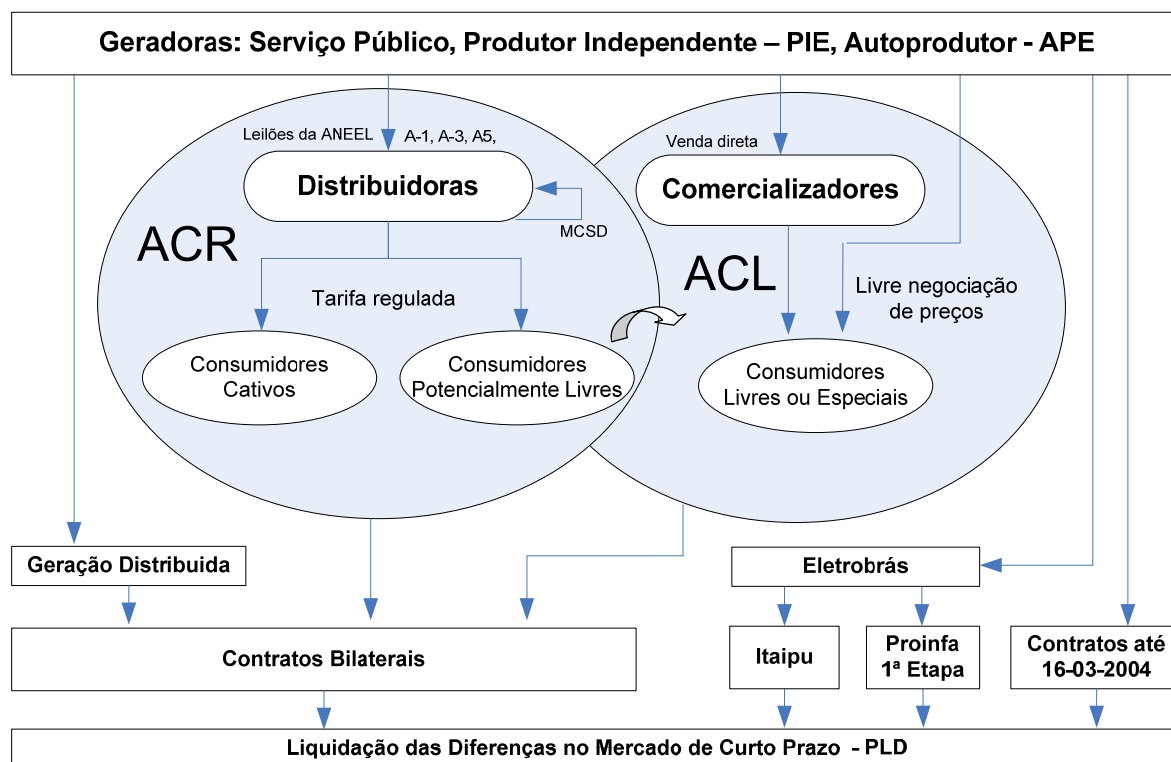 Geradoras: Serviço Público, Produtor Independente – PIE, Autoprodutor - APE
Leilões da ANEEL
A-1, A-3, A5,
Distribuidoras
MCSD
ACR
Tarifa regulada
Consumidores
Cativos
Consumidores
Potencialmente Livres
Venda direta
Comercializadores
ACL
Livre negociação
de preços
Consumidores
Livres ou Especiais
Geração Distribuida
Eletrobrás
Contratos Bilaterais
Itaipu
Proinfa
1ª Etapa
Contratos até
16-03-2004
Liquidação das Diferenças no Mercado de Curto Prazo - PLD